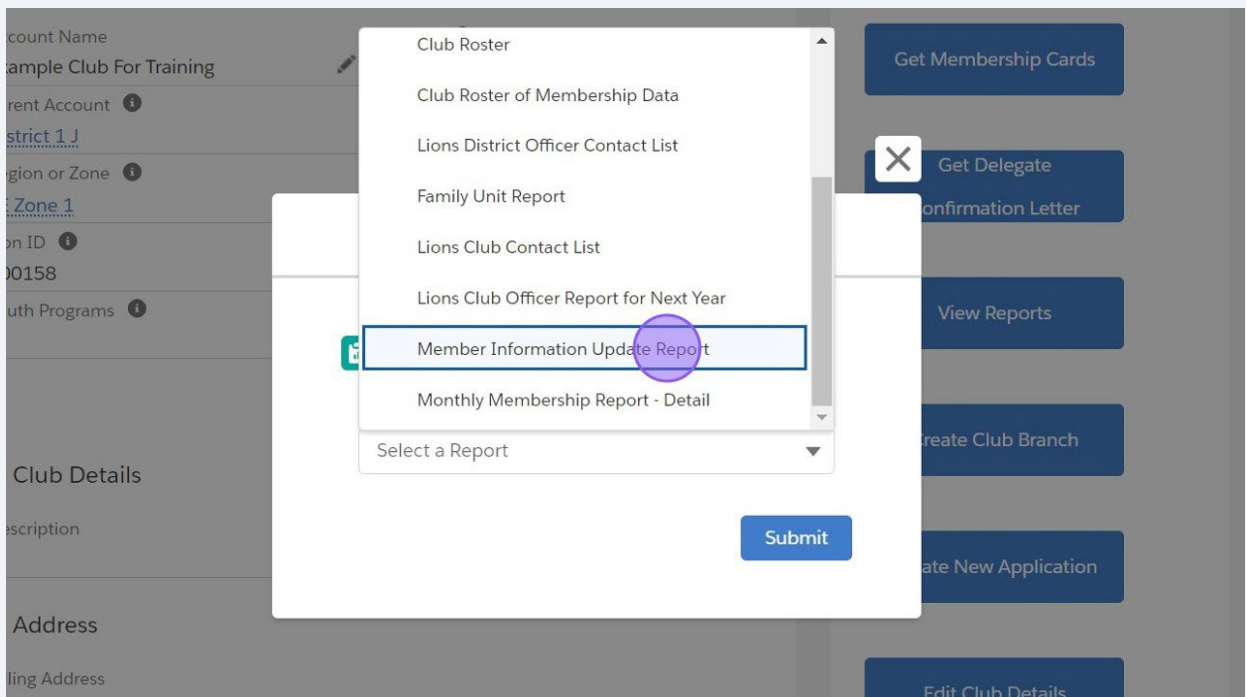 ccount Name
xample Club For Training
rent Account
strict 1 J
egion or Zone
Zone 1
on ID
00158
uth Programs
Club Details
escription
Address
ling Address
Club Roster
Club Roster of Membership Data
Lions District Officer Contact List
Family Unit Report
Lions Club Contact List
Lions Club Officer Report for Next Year
Member Information Update Report
Monthly Membership Report - Detail
Select a Report
Submit
Get Membership Cards
Get Delegate
onfirmation Letter
View Reports
reate Club Branch
ate New Application
Edit Club Details